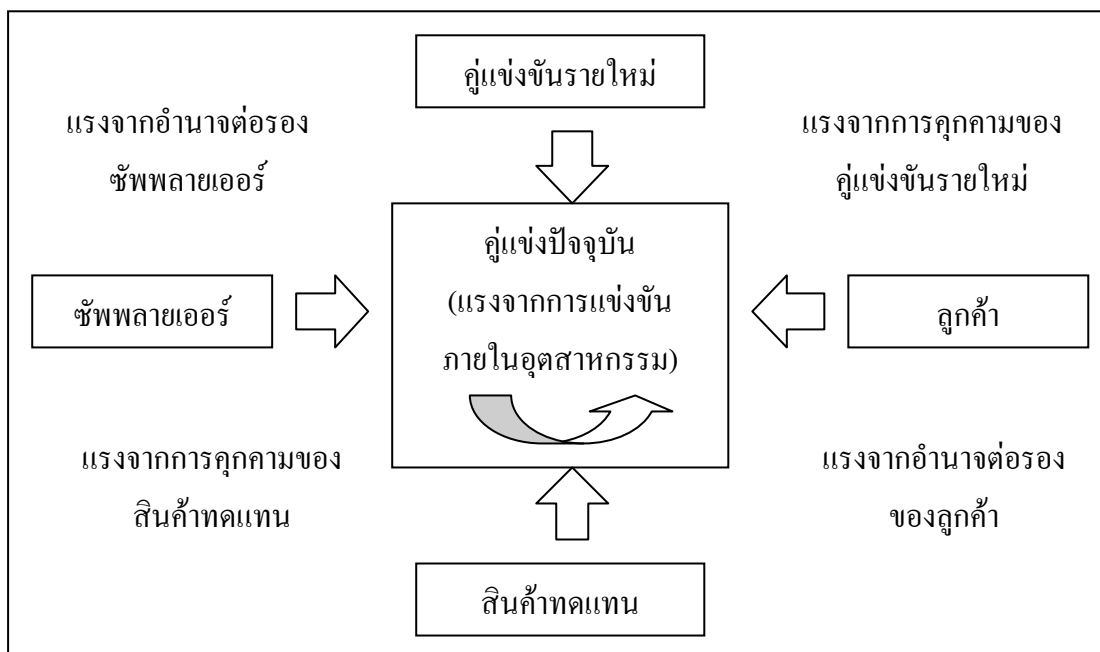 คู่แข่งขันรายใหม่
แรงจากอำนาจต่อรอง
ซัพพลายเออร์
แรงจากการคุกคามของ
คู่แข่งขันรายใหม่
คู่แข่งปัจจุบัน
(แรงจากการแข่งขัน
ภายในอุตสาหกรรม)
ซัพพลายเออร์
ลูกค้า
แรงจากการคุกคามของ
สินค้าทดแทน
แรงจากอำนาจต่อรอง
ของลูกค้า
สินค้าทดแทน